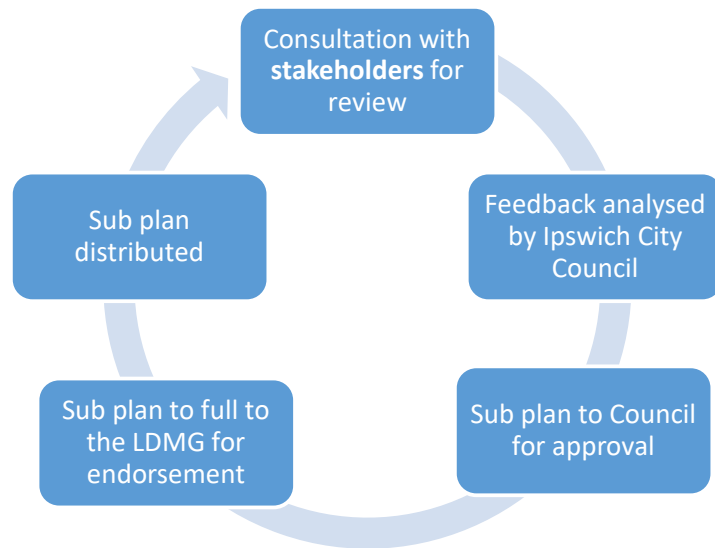 Consultation with
stakeholders for
review
Feedback analysed
by Ipswich City
Council
Sub plan to Council
for approval
Sub plan to full to
the LDMG for
endorsement
Sub plan
distributed